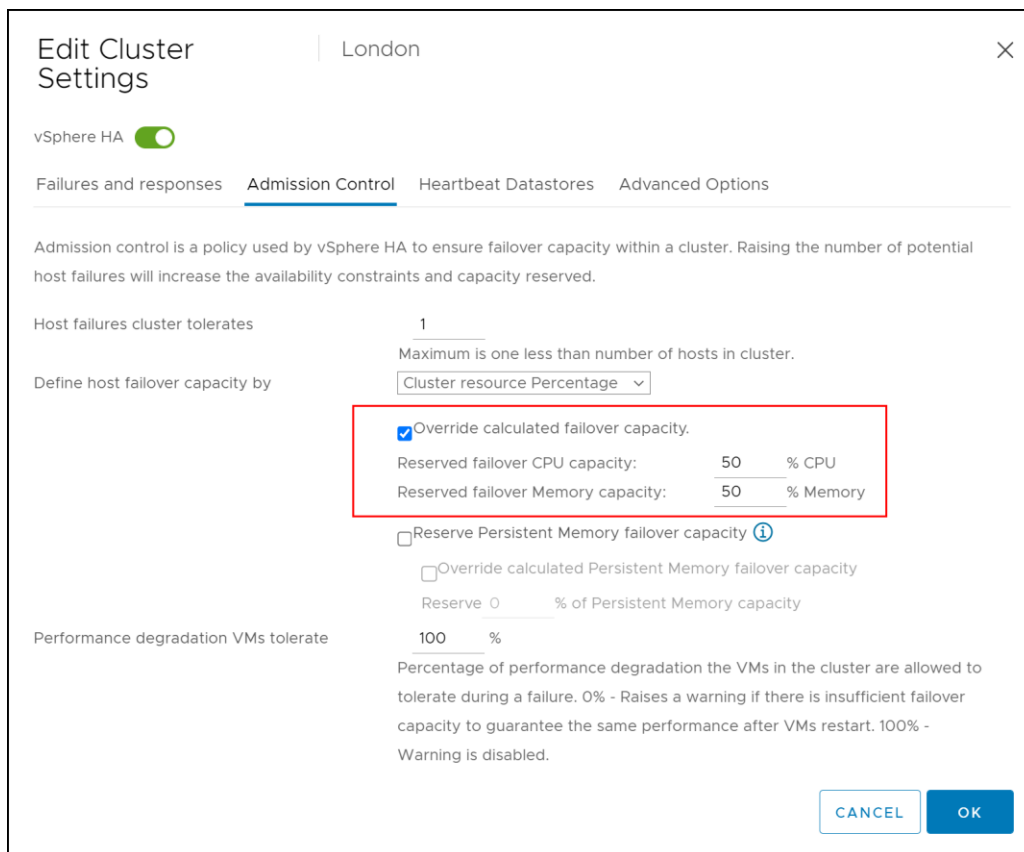 Edit Cluster
Settings
London
vSphere HA
Failures and responses Admission Control Heartbeat Datastores Advanced Options
Admission control is a policy used by vSphere HA to ensure failover capacity within a cluster. Raising the number of potential
host failures will increase the availability constraints and capacity reserved.
Host failures cluster tolerates 1
Maximum is one less than number of hosts in cluster.
Define host failover capacity by Cluster resource Percentage
Override calculated failover capacity.
Reserved failover CPU capacity: 50 % CPU
Reserved failover Memory capacity: 50 % Memory
Reserve Persistent Memory failover capacity
Override calculated Persistent Memory failover capacity
Reserve 0 % of Persistent Memory capacity
Performance degradation VMs tolerate 100 %
Percentage of performance degradation the VMs in the cluster are allowed to
tolerate during a failure. 0% - Raises a warning if there is insufficient failover
capacity to guarantee the same performance after VMs restart. 100% -
Warning is disabled.
CANCEL OK